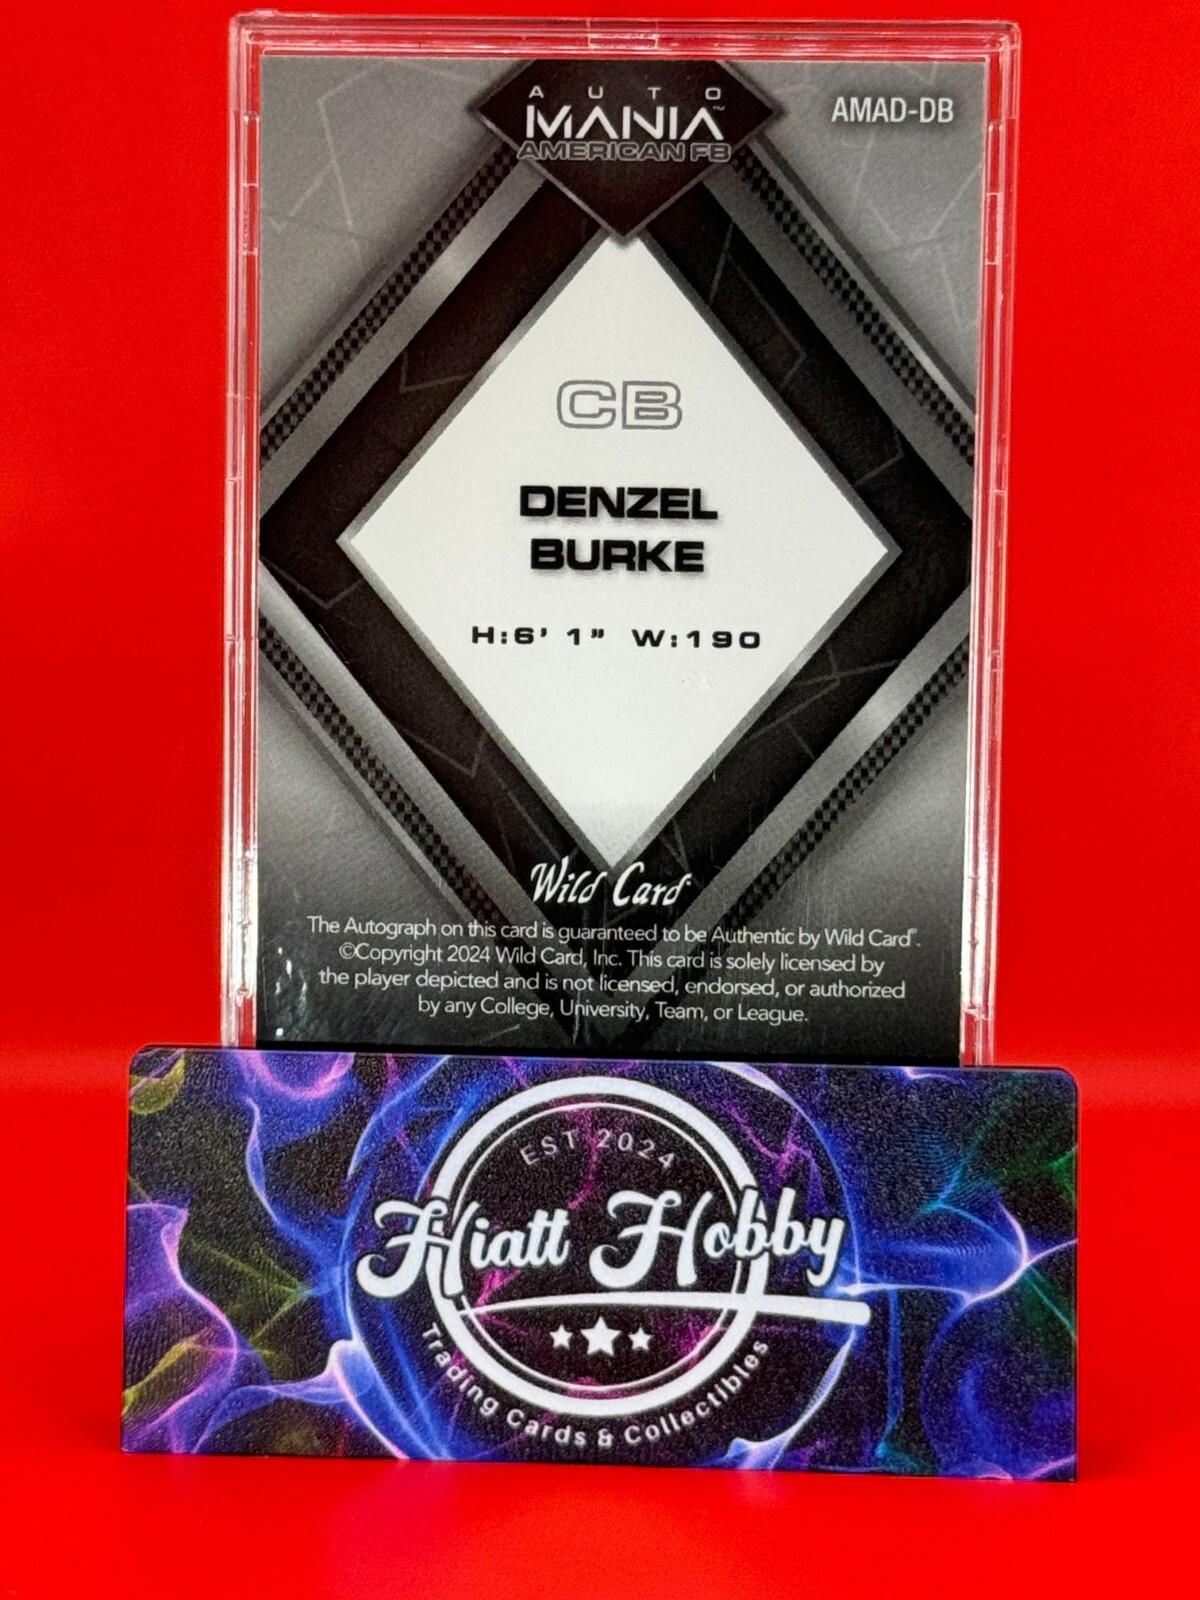 AUTO
MANIA™
AMERICAN FB
AMAD-DB
CB
DENZEL
BURKE
H:6' 1" W:190
Wild Card
The Autograph on this card is guaranteed to be Authentic by Wild Card®.
©Copyright 2024 Wild Card, Inc. This card is solely licensed by
the player depicted and is not licensed, endorsed, or authorized
by any College, University, Team, or League.
EST 2024
Hiatt Hobby
Trading Cards & Collectibles